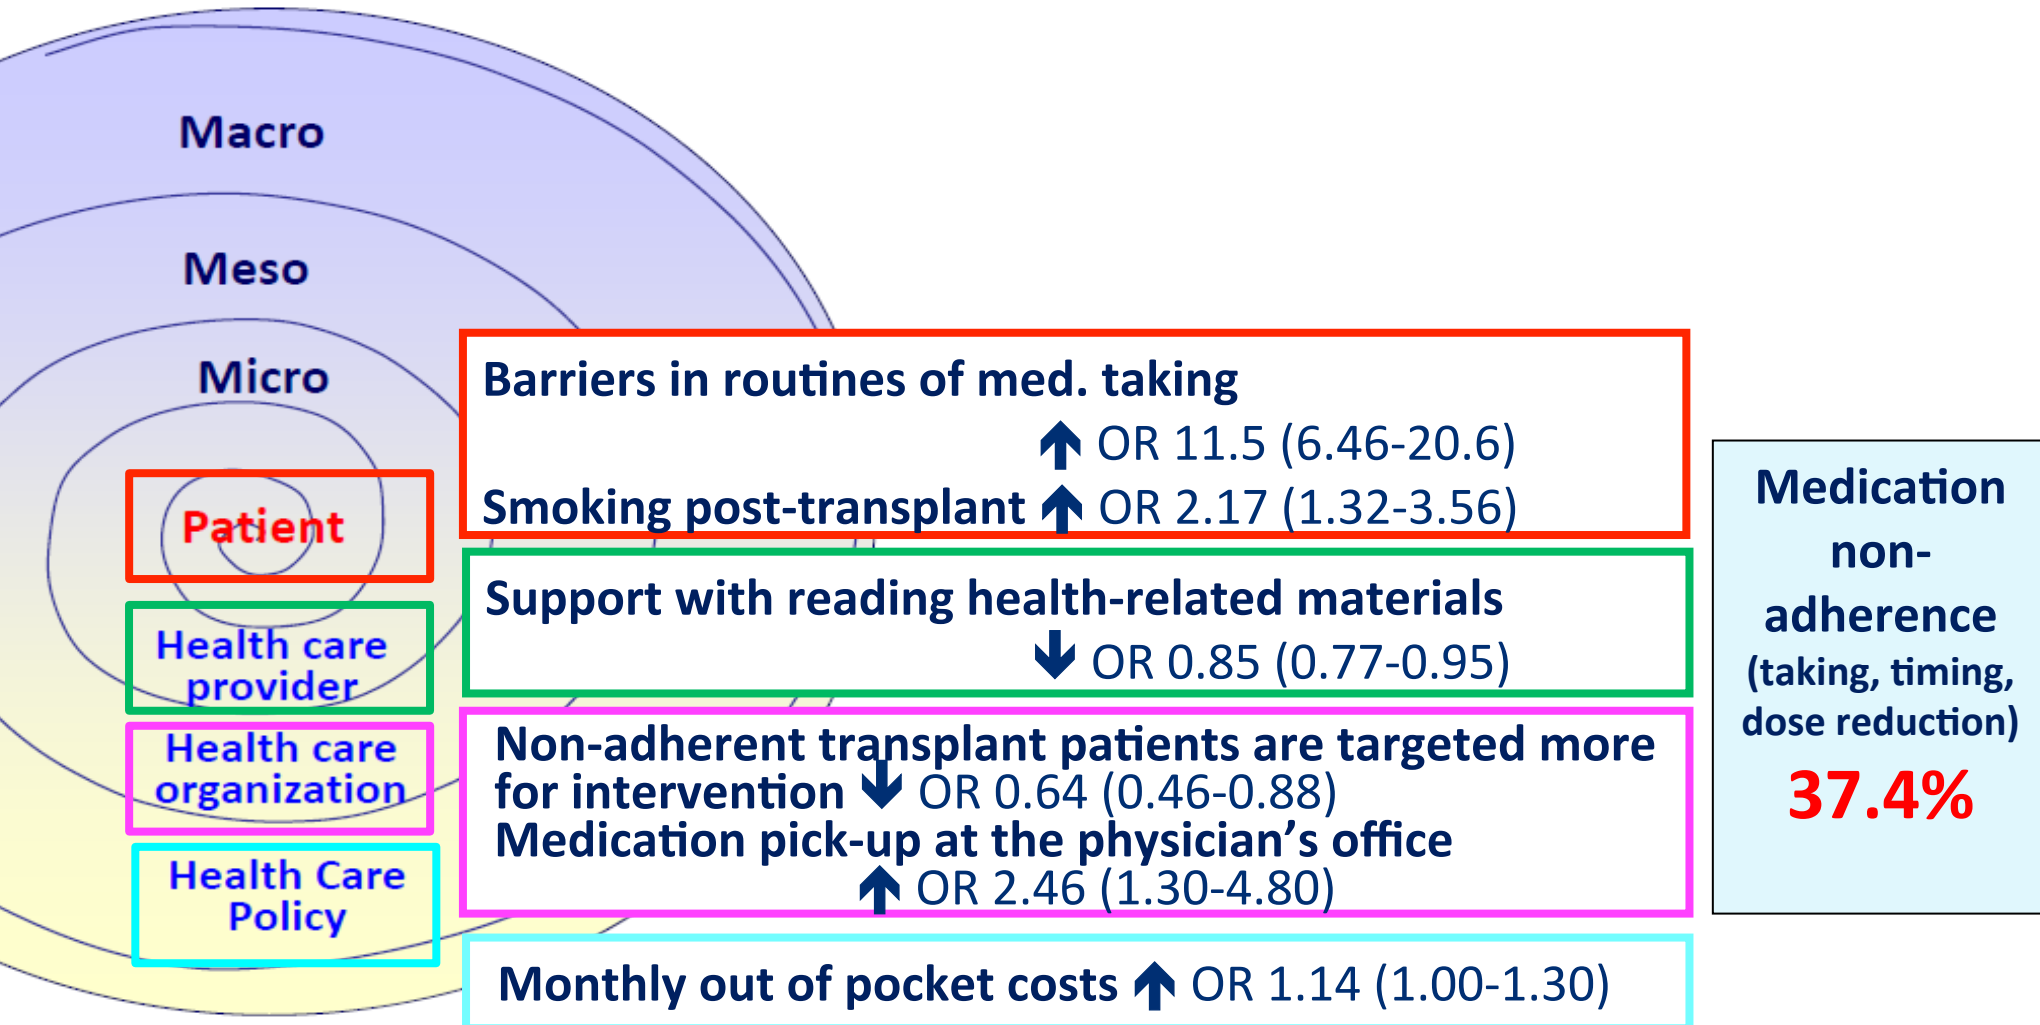 Macro
Meso
Micro
Patient
Health care
provider
Health care
organization
Health Care
Policy
Barriers in routines of med. taking
OR 11.5 (6.46-20.6)
Smoking post-transplant OR 2.17 (1.32-3.56)
Support with reading health-related materials
OR 0.85 (0.77-0.95)
Non-adherent transplant patients are targeted more
for intervention OR 0.64 (0.46-0.88)
Medication pick-up at the physician’s office
OR 2.46 (1.30-4.80)
Monthly out of pocket costs OR 1.14 (1.00-1.30)
Medication
non-
adherence
(taking, timing,
dose reduction)
37.4%